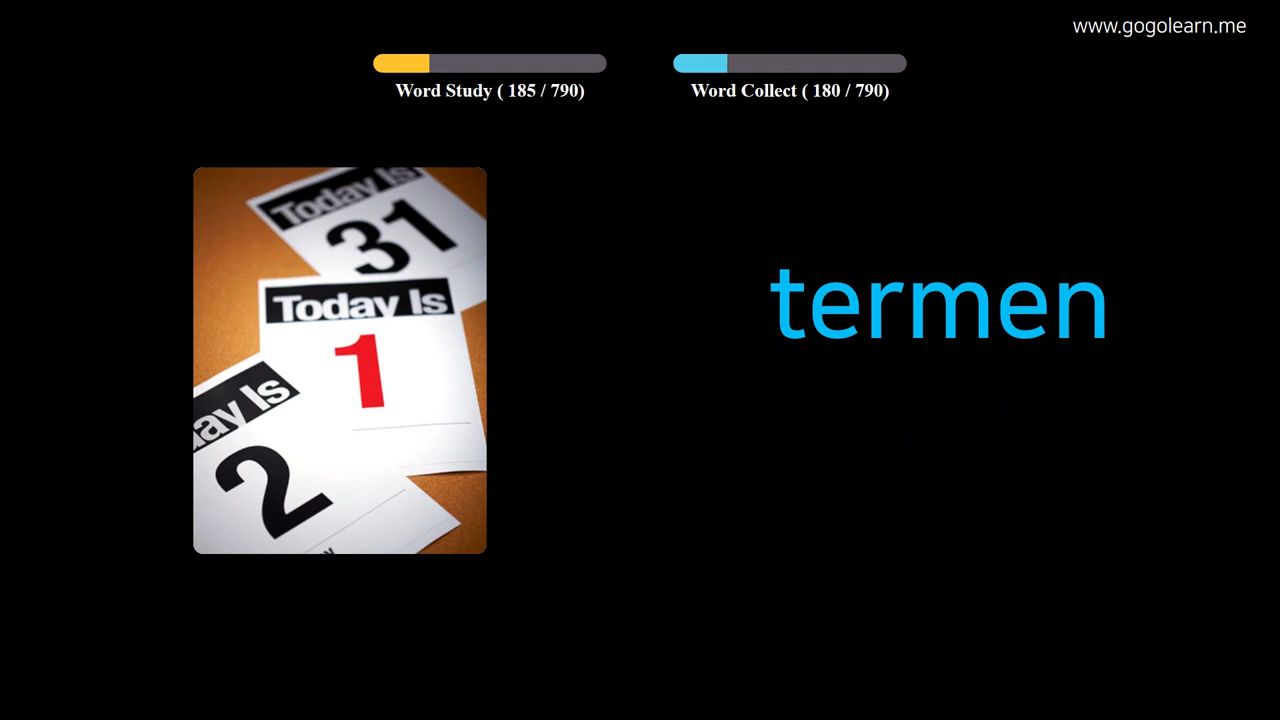 www.gogolearn.me
Word Study ( 185 / 790)
Word Collect ( 180 / 790)
Today Is
31
Today Is
1
ay Is
2
termen